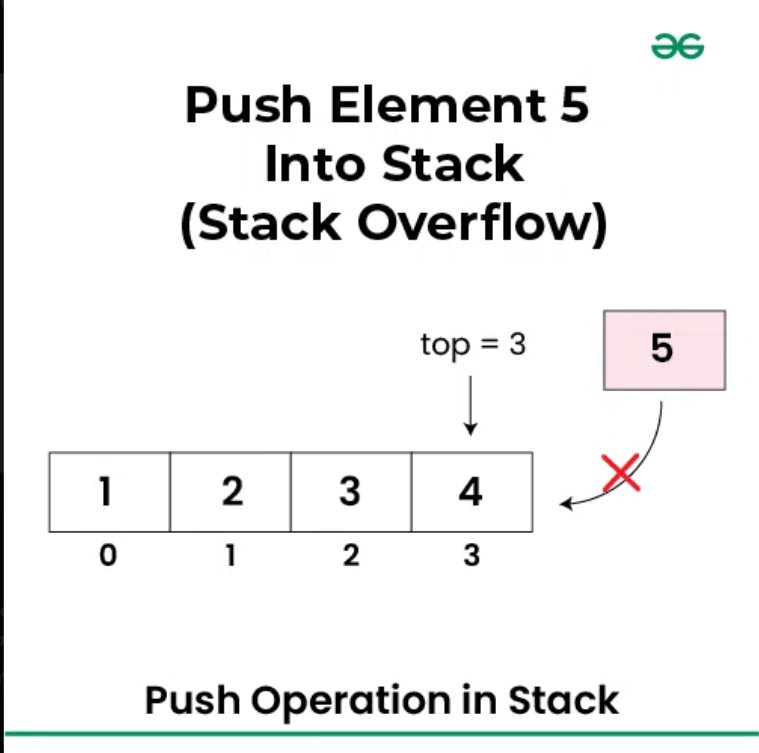 Push Element 5
Into Stack
(Stack Overflow)
top = 3
5
1 2 3 4
0 1 2 3
Push Operation in Stack